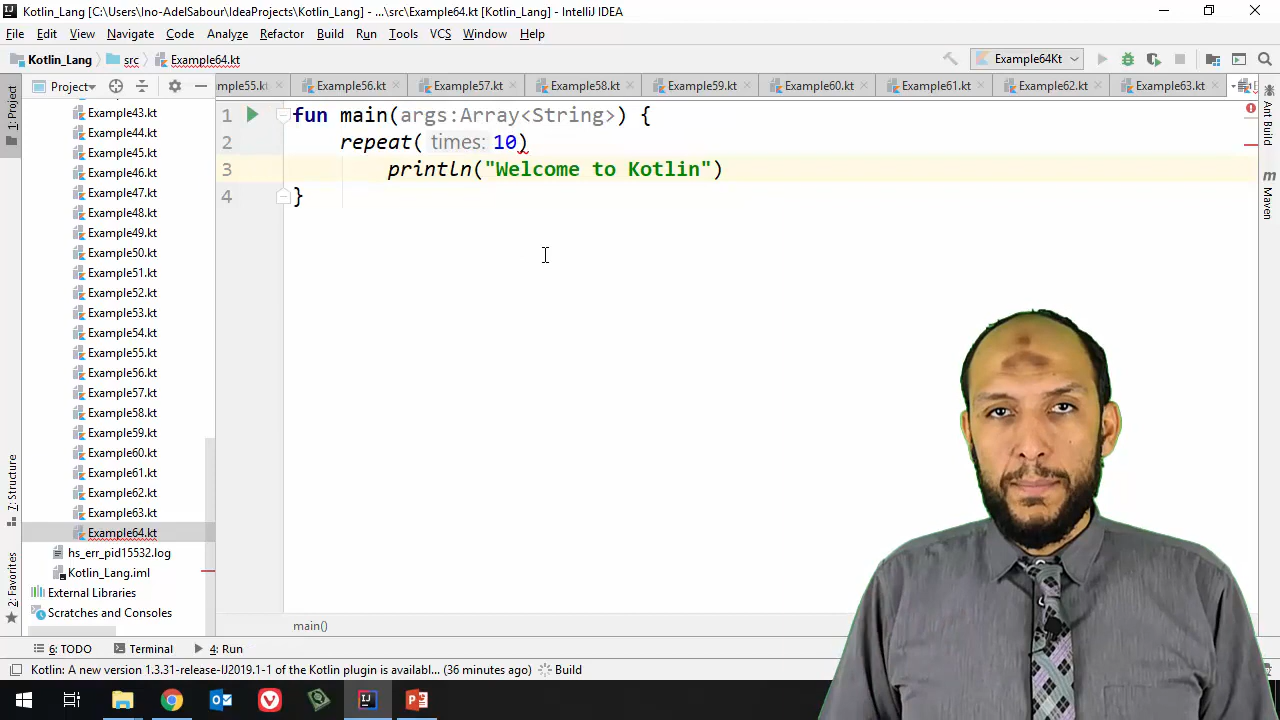 Kotlin_Lang [C:\Users\Ino-AdelSabour\IdeaProjects\Kotlin_Lang] - ...\src\Example64.kt [Kotlin_Lang] - IntelliJ IDEA
File Edit View Navigate Code Analyze Refactor Build Run Tools VCS Window Help
Kotlin_Lang src Example64.kt Example64Kt
1: Project
Project
mple55.kt Example56.kt Example57.kt Example58.kt Example59.kt Example60.kt Example61.kt Example62.kt Example63.kt
Example43.kt
Example44.kt
Example45.kt
Example46.kt
Example47.kt
Example48.kt
Example49.kt
Example50.kt
Example51.kt
Example52.kt
Example53.kt
Example54.kt
Example55.kt
Example56.kt
Example57.kt
Example58.kt
Example59.kt
Example60.kt
Example61.kt
Example62.kt
Example63.kt
Example64.kt
hs_err_pid15532.log
Kotlin_Lang.iml
External Libraries
Scratches and Consoles
1 fun main(args:Array<String>) {
2 repeat( times: 10)
3 println("Welcome to Kotlin")
4 }
Ant Build
Maven
7: Structure
2: Favorites
main()
6: TODO Terminal 4: Run
Kotlin: A new version 1.3.31-release-IJ2019.1-1 of the Kotlin plugin is availabl... (36 minutes ago) Build